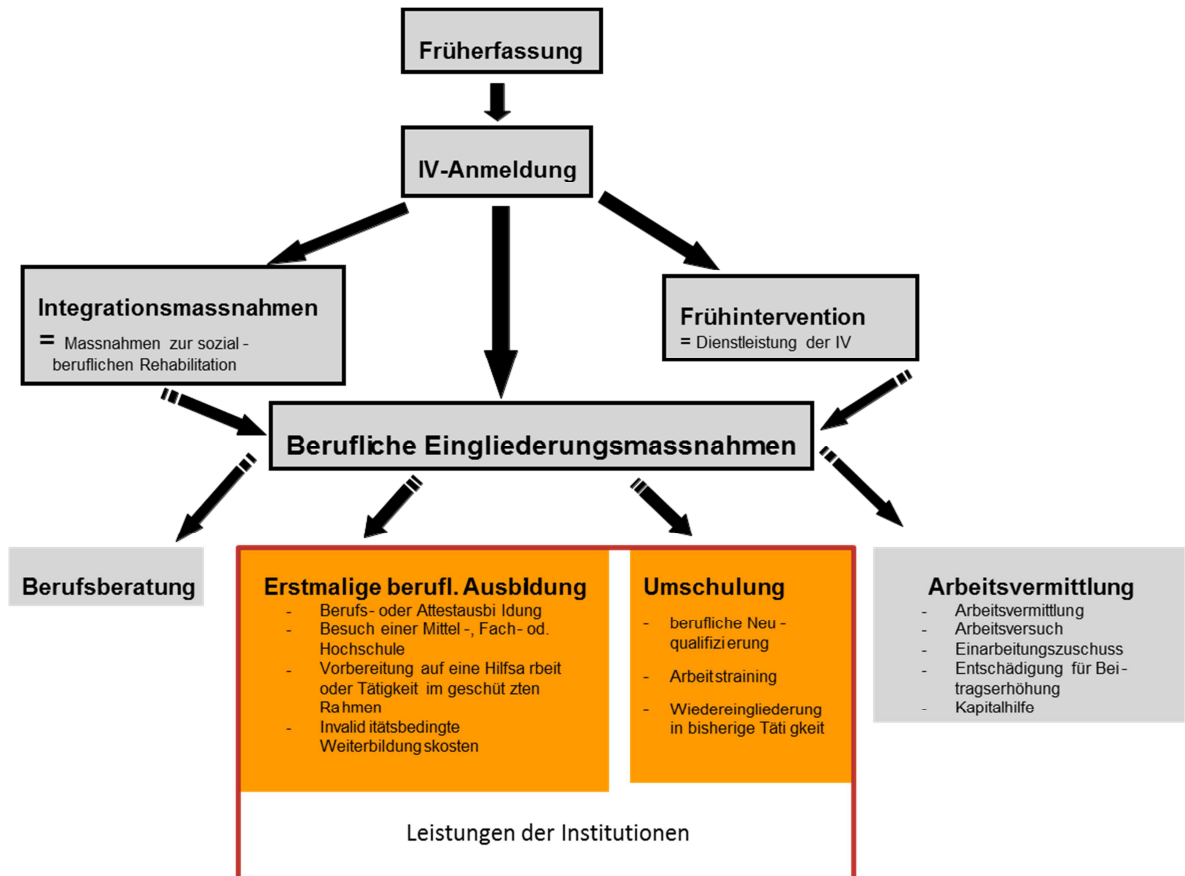 Früherfassung
IV-Anmeldung
Integrationsmassnahmen
= Massnahmen zur sozial-
beruflichen Rehabilitation
Frühintervention
= Dienstleistung der IV
Berufliche Eingliederungsmassnahmen
Berufsberatung
Erstmalige berufl. Ausbildung
- Berufs- oder Attestausbildung
- Besuch einer Mittel-, Fach- od.
Hochschule
- Vorbereitung auf eine Hilfsarbeit
oder Tätigkeit im geschützten
Rahmen
- Invaliditätsbedingte
Weiterbildungskosten
Umschulung
- berufliche Neu-
qualifizierung
- Arbeitstraining
- Wiedereingliederung
in bisherige Tätigkeit
Arbeitsvermittlung
- Arbeitsvermittlung
- Arbeitsversuch
- Einarbeitungszuschuss
- Entschädigung für Bei-
tragserhöhung
- Kapitalhilfe
Leistungen der Institutionen